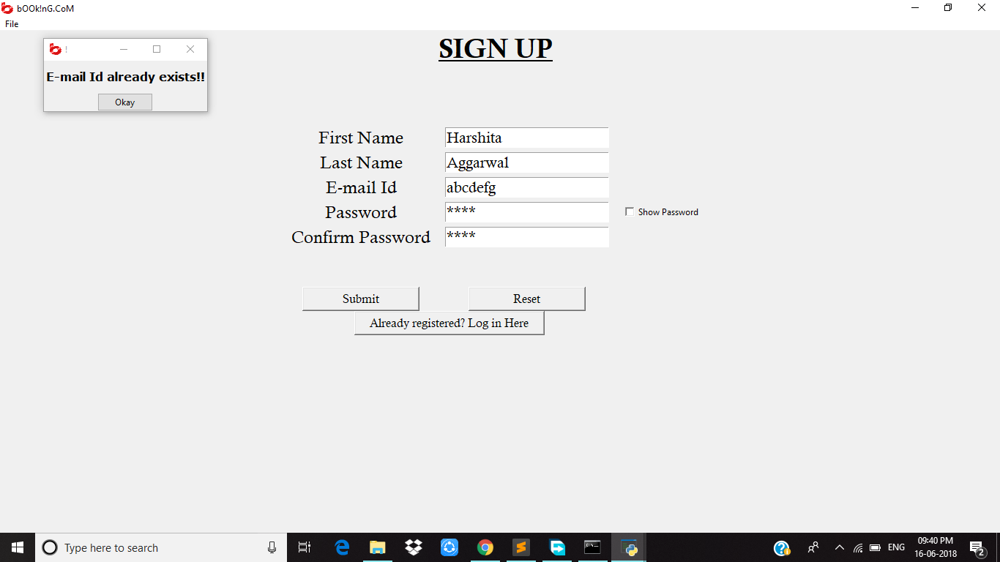 bOOk!nG.CoM
File
!
E-mail Id already exists!!
Okay
SIGN UP
First Name Harshita
Last Name Aggarwal
E-mail Id abcdefg
Password **** Show Password
Confirm Password ****
Submit Reset
Already registered? Log in Here
Type here to search
ENG
09:40 PM
16-06-2018
2